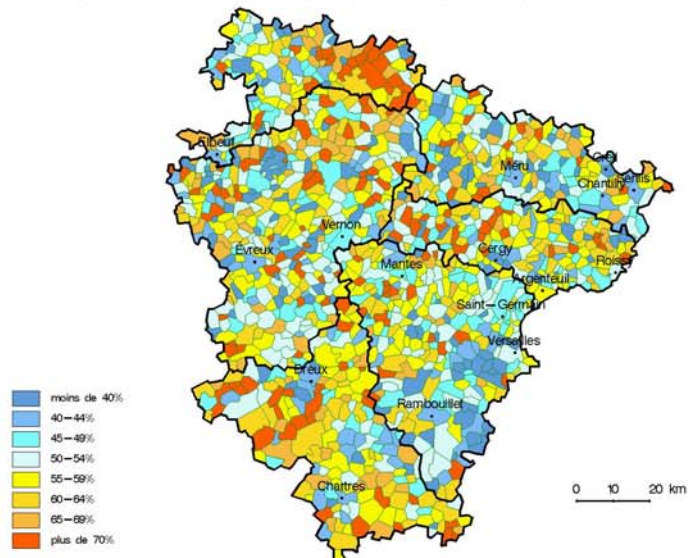 Elbeuf
Méru
Creil
Senlis
Chantilly
Vernon
Évreux
Cergy
Roissy
Mantes
Argenteuil
Saint-Germain
Versailles
Dreux
Rambouillet
Chartres
moins de 40%
40-44%
45-49%
50-54%
55-59%
60-64%
65-69%
plus de 70%
0 10 20 km